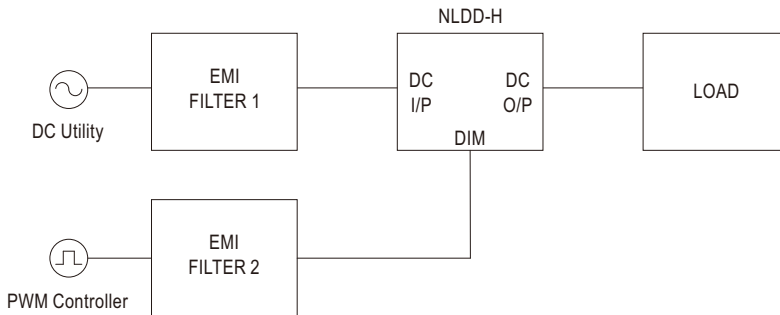 NLDD-H
EMI
FILTER 1
DC
I/P
DC
O/P
DIM
LOAD
DC Utility
EMI
FILTER 2
PWM Controller